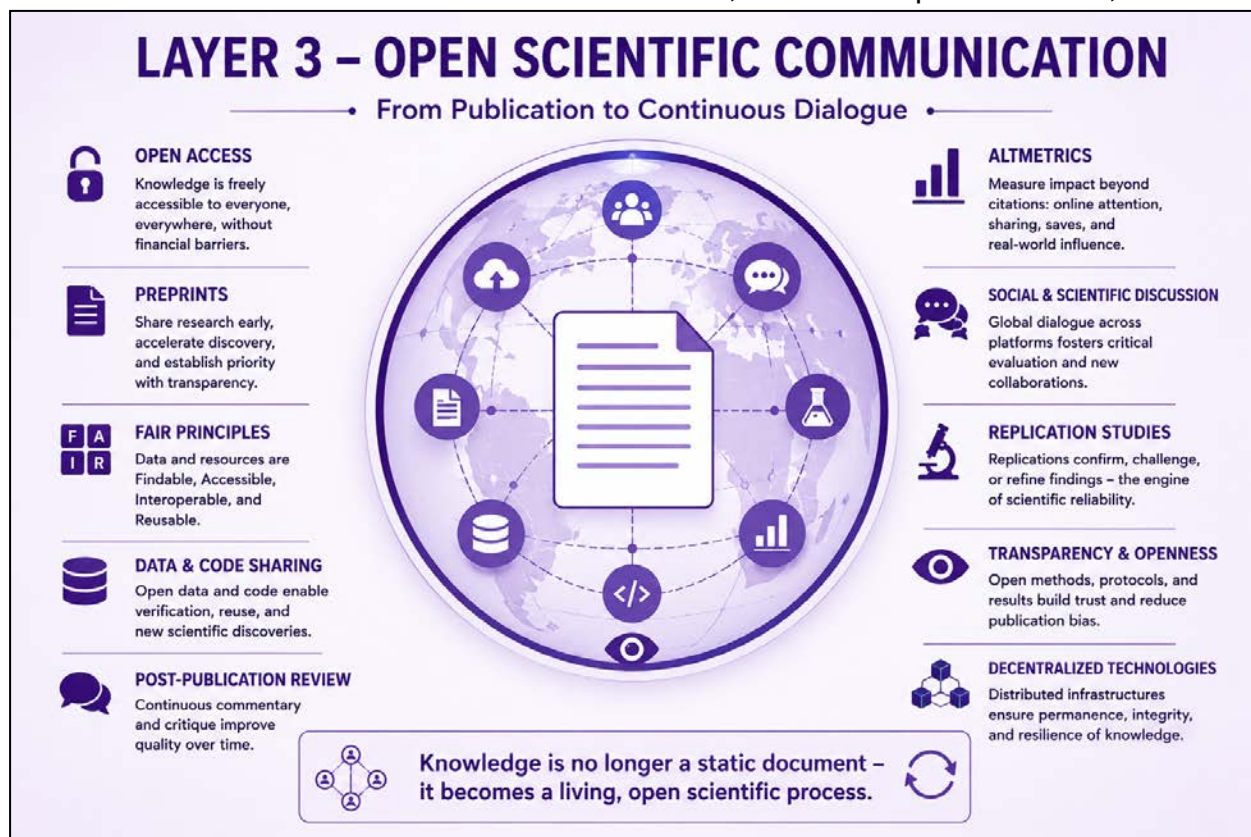 LAYER 3 – OPEN SCIENTIFIC COMMUNICATION
From Publication to Continuous Dialogue
OPEN ACCESS
Knowledge is freely
accessible to everyone,
everywhere, without
financial barriers.
PREPRINTS
Share research early,
accelerate discovery,
and establish priority
with transparency.
F A
I R
FAIR PRINCIPLES
Data and resources are
Findable, Accessible,
Interoperable, and
Reusable.
DATA & CODE SHARING
Open data and code enable
verification, reuse, and
new scientific discoveries.
POST-PUBLICATION REVIEW
Continuous commentary
and critique improve
quality over time.
</>
ALTMETRICS
Measure impact beyond
citations: online attention,
sharing, saves, and
real-world influence.
SOCIAL & SCIENTIFIC DISCUSSION
Global dialogue across
platforms fosters critical
evaluation and new
collaborations.
REPLICATION STUDIES
Replications confirm, challenge,
or refine findings – the engine
of scientific reliability.
TRANSPARENCY & OPENNESS
Open methods, protocols, and
results build trust and reduce
publication bias.
DECENTRALIZED TECHNOLOGIES
Distributed infrastructures
ensure permanence, integrity,
and resilience of knowledge.
Knowledge is no longer a static document –
it becomes a living, open scientific process.